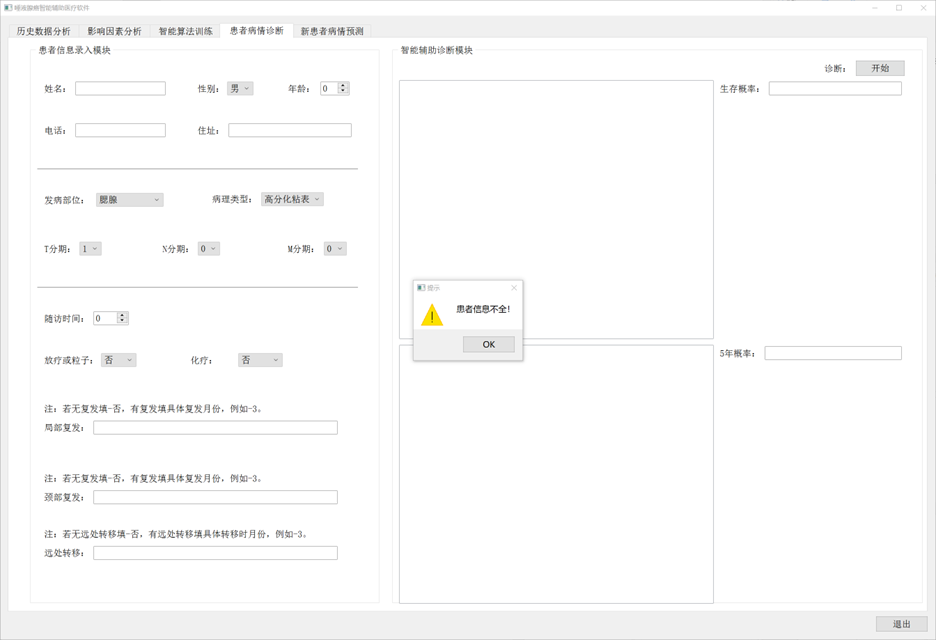 唾液腺癌智能辅助医疗软件
历史数据分析 影响因素分析 智能算法训练 患者病情诊断 新患者病情预测
患者信息录入模块
姓名: 性别: 男 年龄: 0
电话: 住址:
发病部位: 腮腺 病理类型: 高分化粘表
T分期: 1 N分期: 0 M分期: 0
随访时间: 0
放疗或粒子: 否 化疗: 否
注: 若无复发填-否, 有复发填具体复发月份, 例如-3。
局部复发:
注: 若无复发填-否, 有复发填具体复发月份, 例如-3。
颈部复发:
注: 若无远处转移填-否, 有远处转移填具体转移时月份, 例如-3。
远处转移:
智能辅助诊断模块
诊断: 开始
生存概率:
提示
患者信息不全!
OK
5年概率:
退出